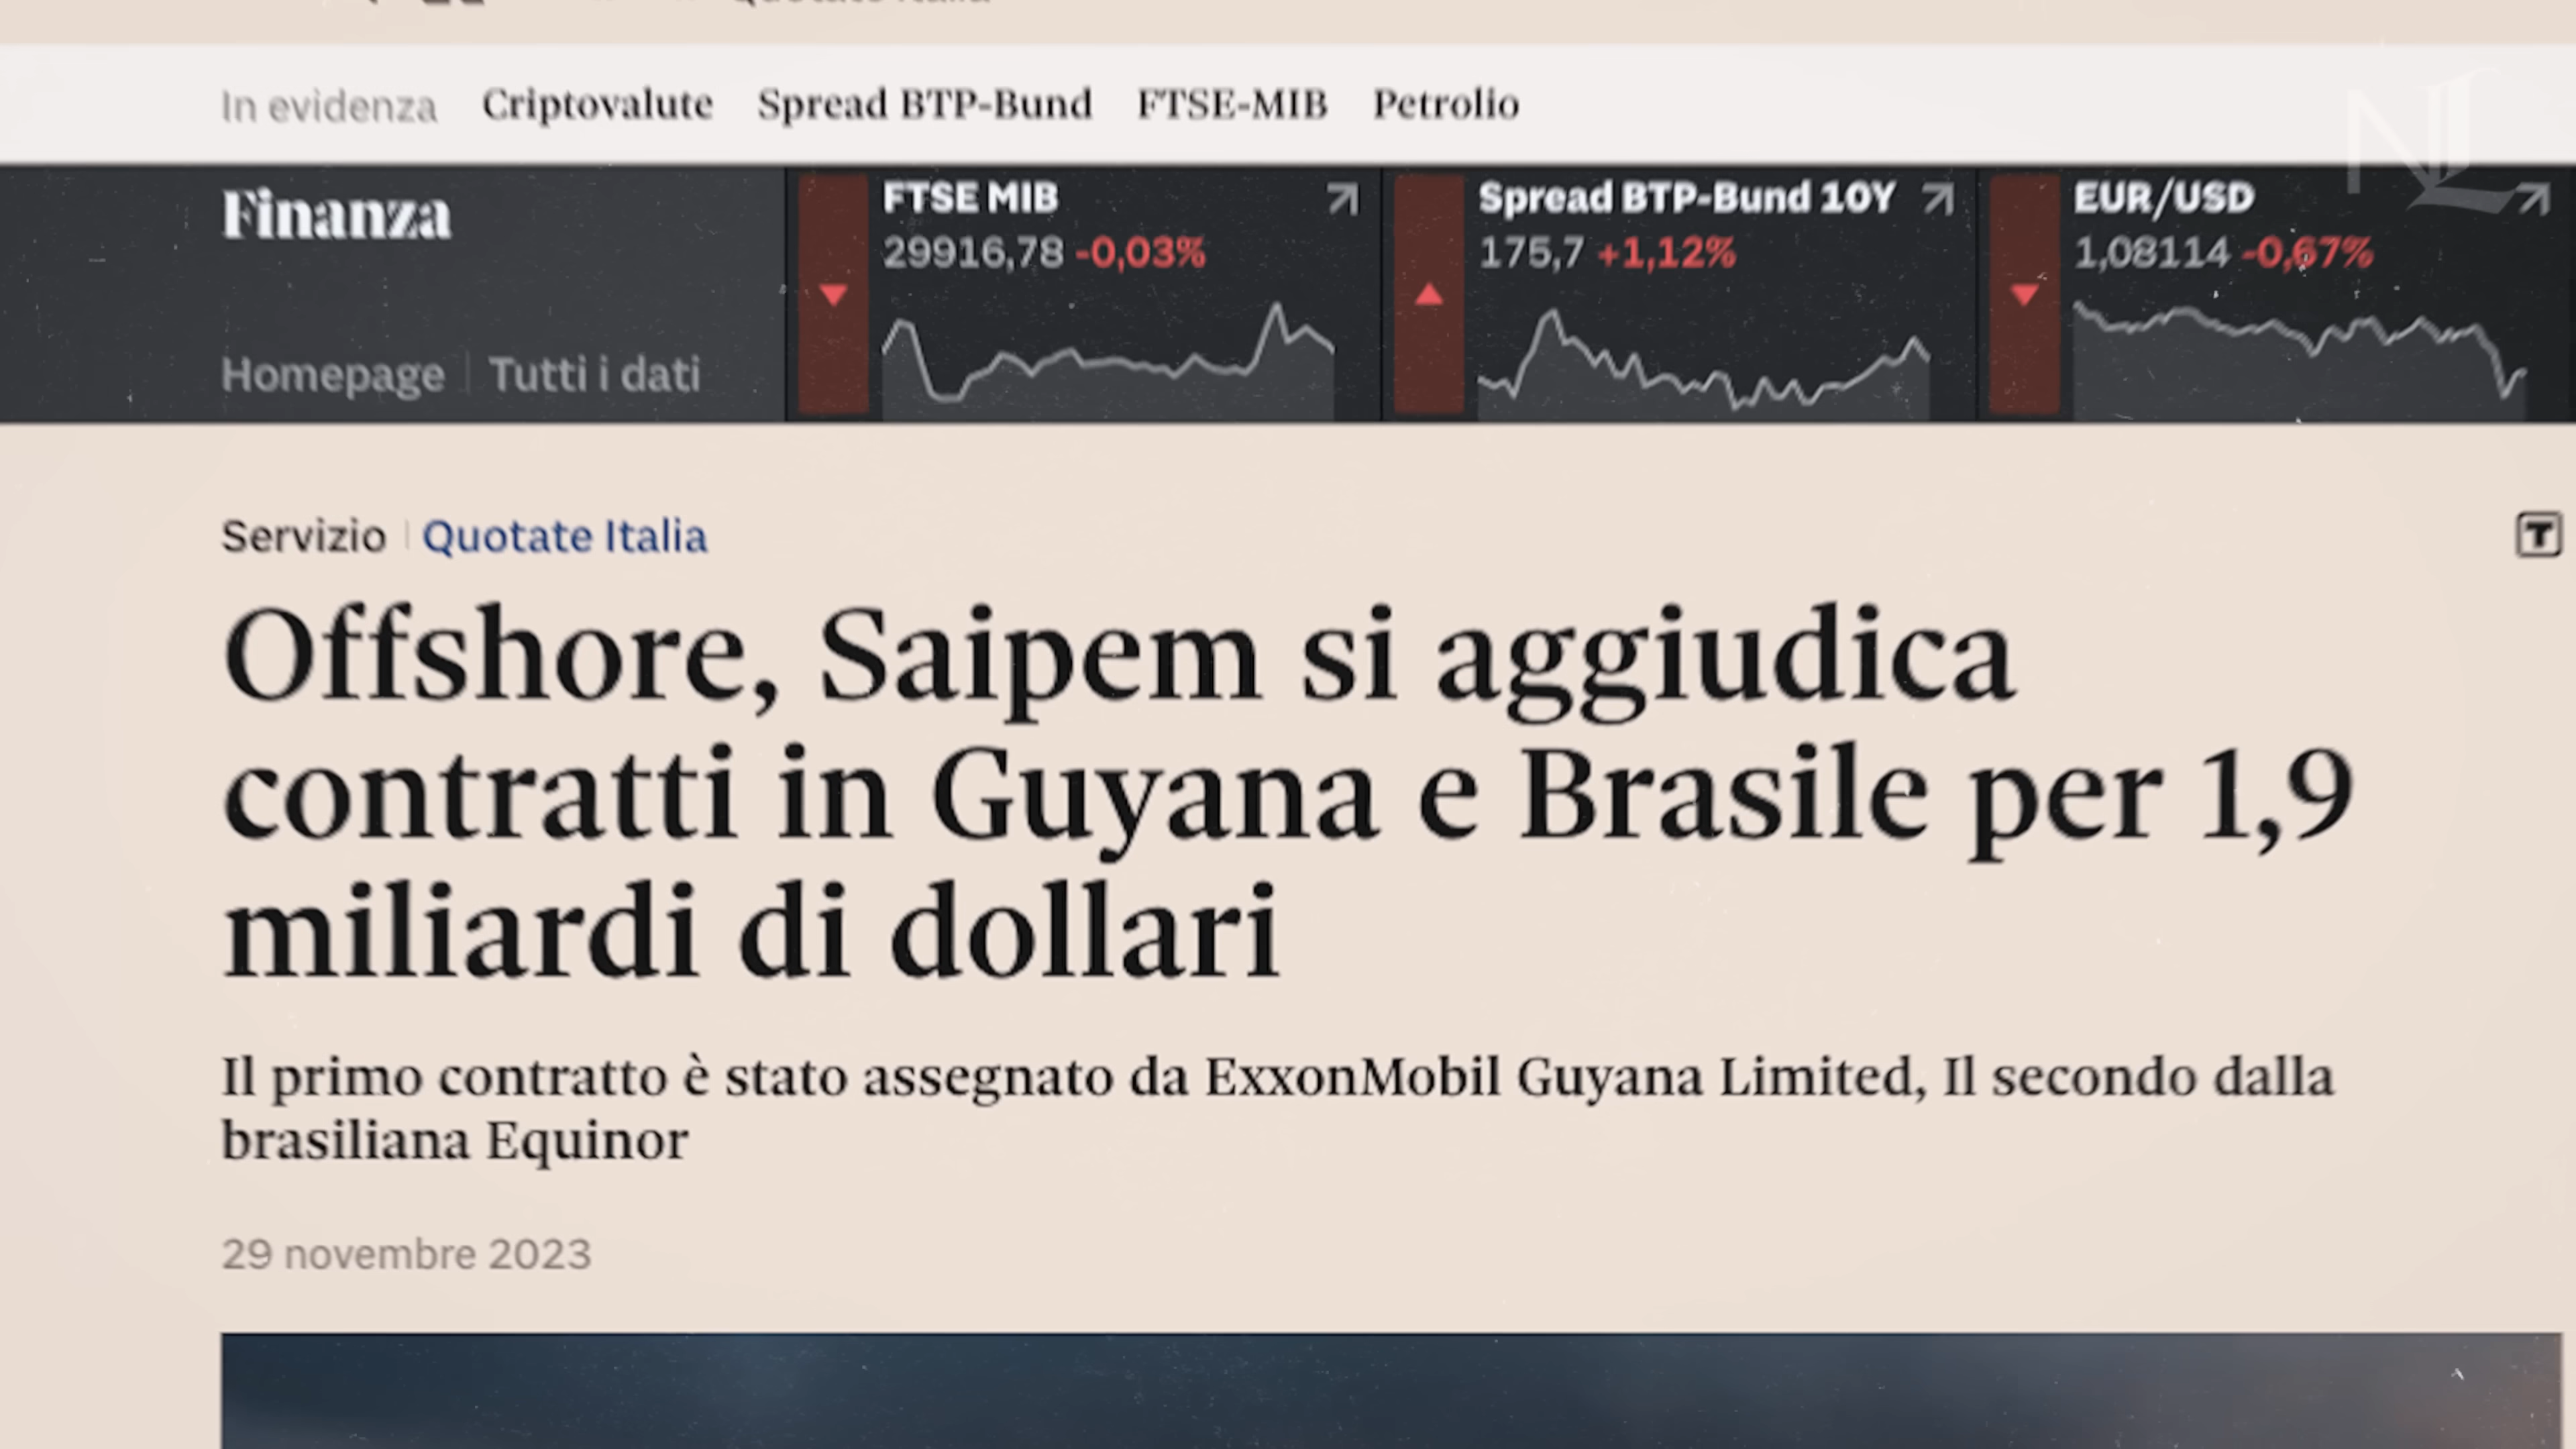 In evidenza Criptovalute Spread BTP-Bund FTSE-MIB Petrolio
Finanza
Homepage Tutti i dati
FTSE MIB
29916,78 -0,03%
Spread BTP-Bund 10Y
175,7 +1,12%
EUR/USD
1,08114 -0,67%
NL
Servizio Quotate Italia
T
Offshore, Saipem si aggiudica
contratti in Guyana e Brasile per 1,9
miliardi di dollari
Il primo contratto è stato assegnato da ExxonMobil Guyana Limited, Il secondo dalla
brasiliana Equinor
29 novembre 2023